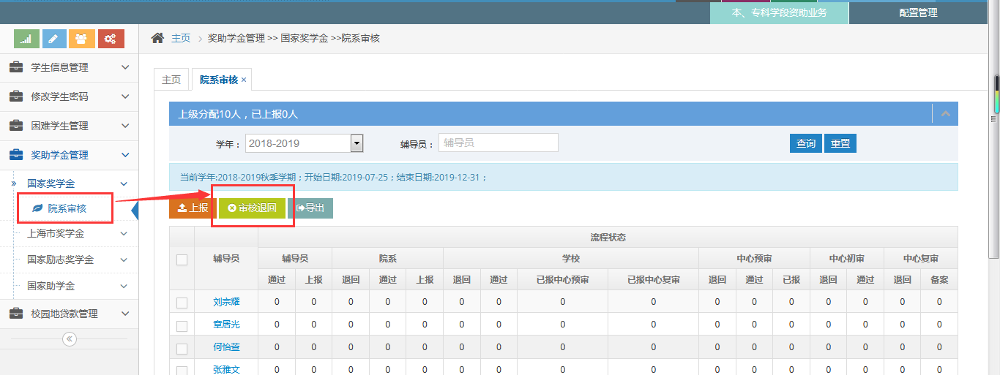 本、专科学段资助业务 配置管理
主页 奖助学金管理 >> 国家奖学金 >>院系审核
学生信息管理
修改学生密码
困难学生管理
奖助学金管理
国家奖学金
院系审核
上海市奖学金
国家励志奖学金
国家助学金
校园地贷款管理
主页 院系审核 ×
上级分配10人，已上报0人
学年： 2018-2019 辅导员： 辅导员 查询 重置
当前学年:2018-2019秋季学期；开始日期:2019-07-25；结束日期:2019-12-31；
上报 审核退回 导出
辅导员 流程状态
辅导员 院系 学校 中心预审 中心初审 中心复审
通过 上报 退回 通过 上报 退回 通过 已报中心预审 已报中心复审 退回 通过 已报 退回 通过 退回 备案
刘宗耀 0 0 0 0 0 0 0 0 0 0 0 0 0 0 0 0
章居光 0 0 0 0 0 0 0 0 0 0 0 0 0 0 0 0
何怡萱 0 0 0 0 0 0 0 0 0 0 0 0 0 0 0 0
张雅文 0 0 0 0 0 0 0 0 0 0 0 0 0 0 0 0